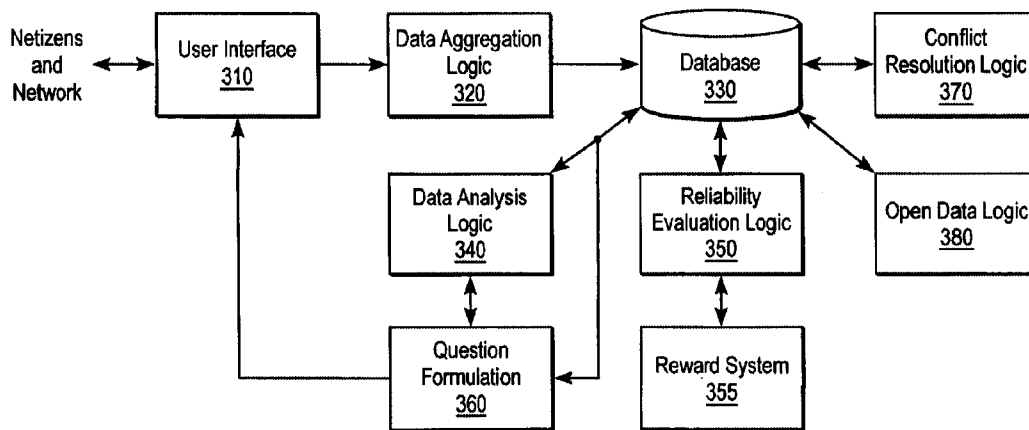 Netizens
and
Network
User Interface
310
Data Aggregation
Logic
320
Database
330
Conflict
Resolution Logic
370
Data Analysis
Logic
340
Reliability
Evaluation Logic
350
Open Data Logic
380
Question
Formulation
360
Reward System
355